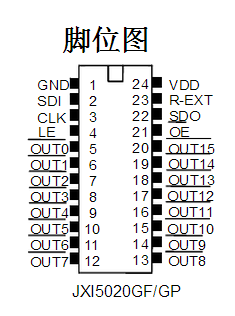 脚位图
GND 1 24 VDD
SDI 2 23 R-EXT
CLK 3 22 SDO
LE 4 21 OE
OUT0 5 20 OUT15
OUT1 6 19 OUT14
OUT2 7 18 OUT13
OUT3 8 17 OUT12
OUT4 9 16 OUT11
OUT5 10 15 OUT10
OUT6 11 14 OUT9
OUT7 12 13 OUT8
JXI5020GF/GP